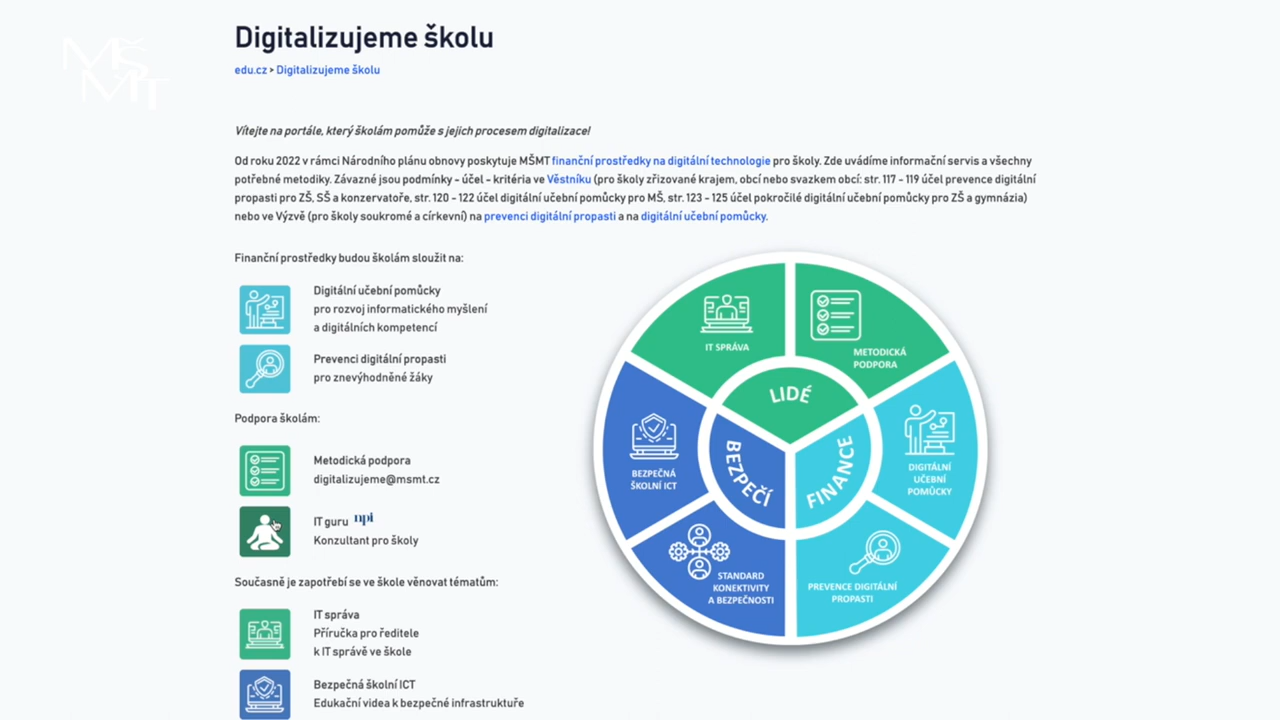 MŠMT
Digitalizujeme školu
edu.cz > Digitalizujeme školu
Vítejte na portále, který školám pomůže s jejich procesem digitalizace!
Od roku 2022 v rámci Národního plánu obnovy poskytuje MŠMT finanční prostředky na digitální technologie pro školy. Zde uvádíme informační servis a všechny
potřebné metodiky. Závazné jsou podmínky - účel - kritéria ve Věstníku (pro školy zřizované krajem, obcí nebo svazkem obcí: str. 117 - 119 účel prevence digitální
propasti pro ZŠ, SŠ a konzervatoře, str. 120 - 122 účel digitální učební pomůcky pro MŠ, str. 123 - 125 účel pokročilé digitální učební pomůcky pro ZŠ a gymnázia)
nebo ve Výzvě (pro školy soukromé a církevní) na prevenci digitální propasti a na digitální učební pomůcky.
Finanční prostředky budou školám sloužit na:
Digitální učební pomůcky
pro rozvoj informatického myšlení
a digitálních kompetencí
Prevenci digitální propasti
pro znevýhodněné žáky
Podpora školám:
Metodická podpora
digitalizujeme@msmt.cz
IT guru npi
Konzultant pro školy
Současně je zapotřebí se ve škole věnovat tématům:
IT správa
Příručka pro ředitele
k IT správě ve škole
Bezpečná školní ICT
Edukační videa k bezpečné infrastruktuře
IT SPRÁVA
METODICKÁ
PODPORA
LIDÉ
BEZPEČÍ
FINANCE
BEZPEČNÁ
ŠKOLNÍ ICT
DIGITÁLNÍ
UČEBNÍ
POMŮCKY
STANDARD
KONEKTIVITY
A BEZPEČNOSTI
PREVENCE DIGITÁLNÍ
PROPASTI